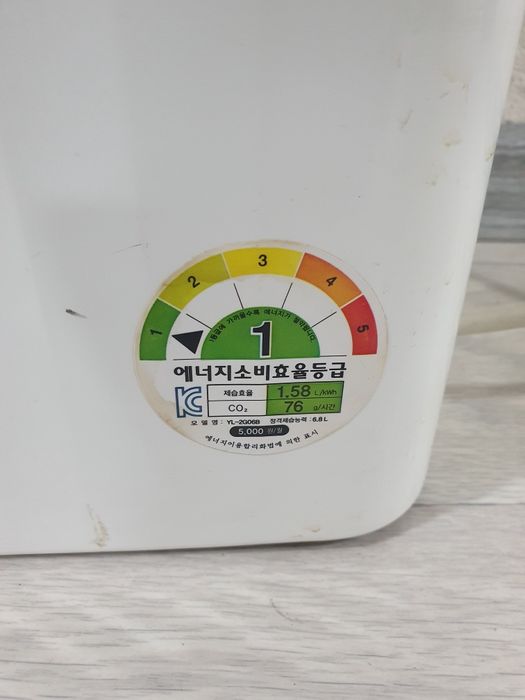 1 2 3 4 5
1등급에 가까울수록 에너지가 절약됩니다.
1
에너지소비효율등급
제습효율 1.58 L/kWh
CO₂ 76 g/시간
모델명 : YL-2G06B 정격제습능력 : 6.8 L
5,000 원/월
에너지이용합리화법에 의한 표시